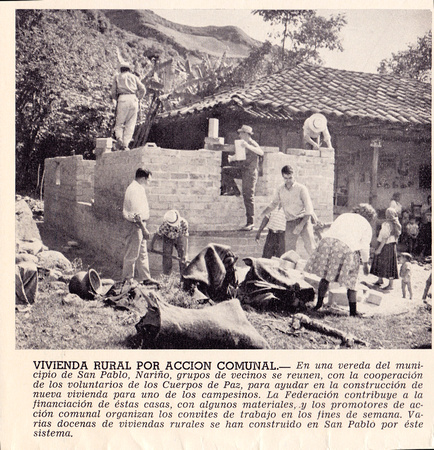 VIVIENDA RURAL POR ACCION COMUNAL.— En una vereda del muni-
cipio de San Pablo, Nariño, grupos de vecinos se reunen, con la cooperación
de los voluntarios de los Cuerpos de Paz, para ayudar en la construcción de
nueva vivienda para uno de los campesinos. La Federación contribuye a la
financiación de éstas casas, con algunos materiales, y los promotores de ac-
ción comunal organizan los convites de trabajo en los fines de semana. Va-
rias docenas de viviendas rurales se han construido en San Pablo por éste
sistema.